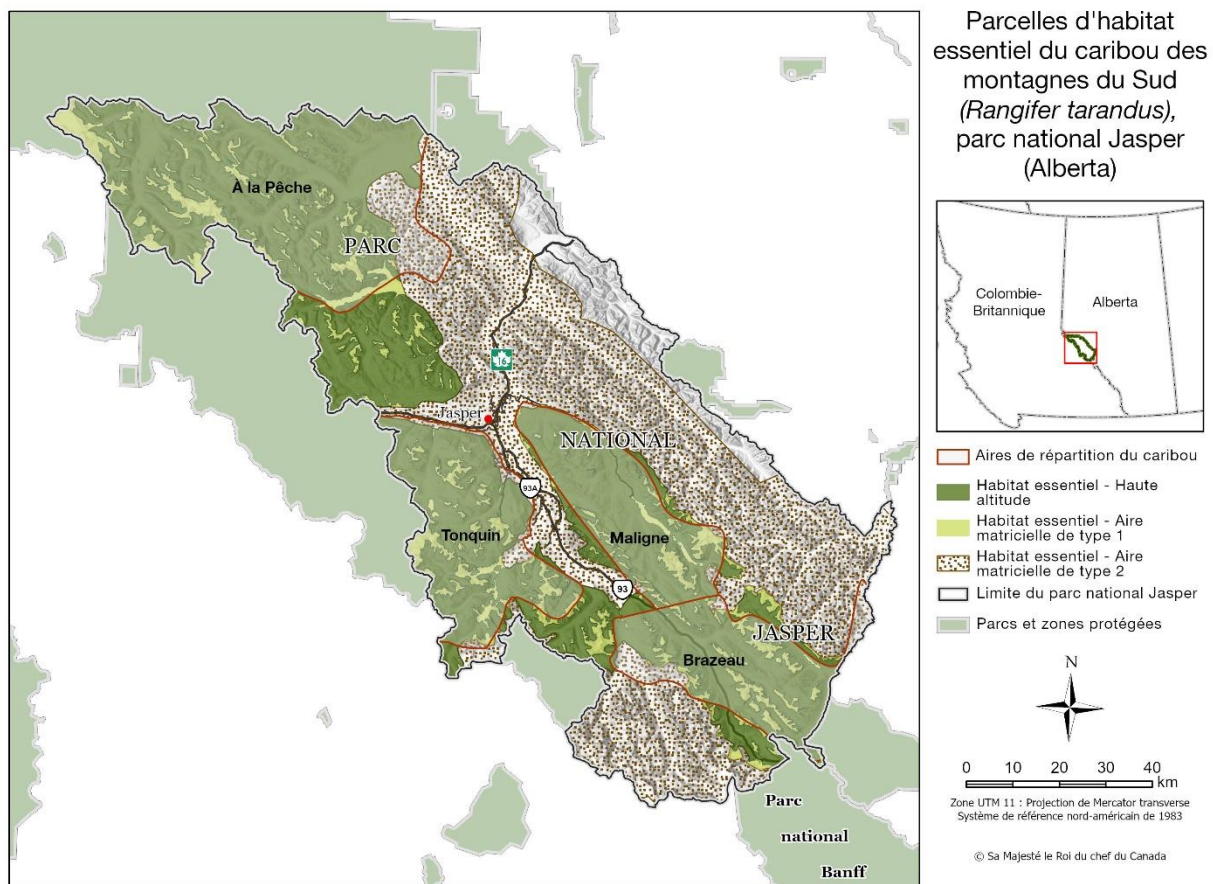 Parcelles d'habitat
essentiel du caribou des
montagnes du Sud
(Rangifer tarandus),
parc national Jasper
(Alberta)
Colombie-
Britannique
Alberta
Aires de répartition du caribou
Habitat essentiel - Haute
altitude
Habitat essentiel - Aire
matricielle de type 1
Habitat essentiel - Aire
matricielle de type 2
Limite du parc national Jasper
Parcs et zones protégées
N
0 10 20 30 40
km
Zone UTM 11 : Projection de Mercator transverse
Système de référence nord-américain de 1983
© Sa Majesté le Roi du chef du Canada
À la Pêche
PARC
16
Jasper
NATIONAL
93A
Tonquin
Maligne
93
JASPER
Brazeau
Parc
national
Banff